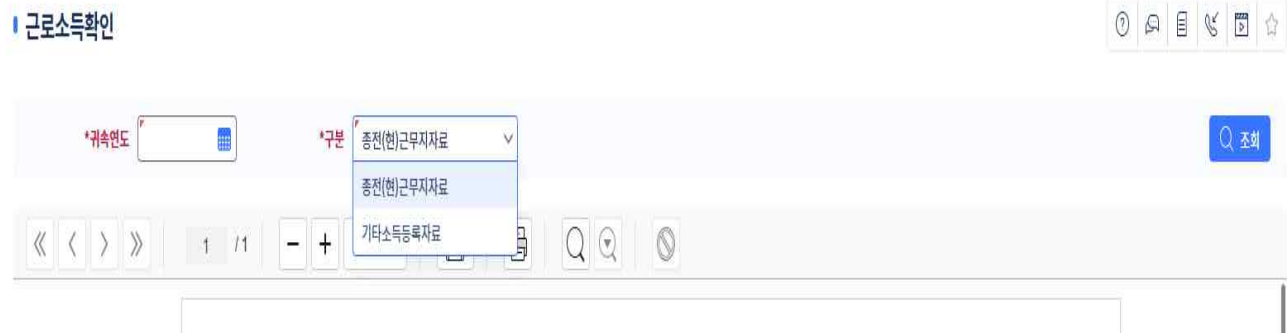 근로소득확인
*귀속연도
*구분 종전(현)근무지자료
조회
종전(현)근무지자료
기타소득등록자료
1 /1